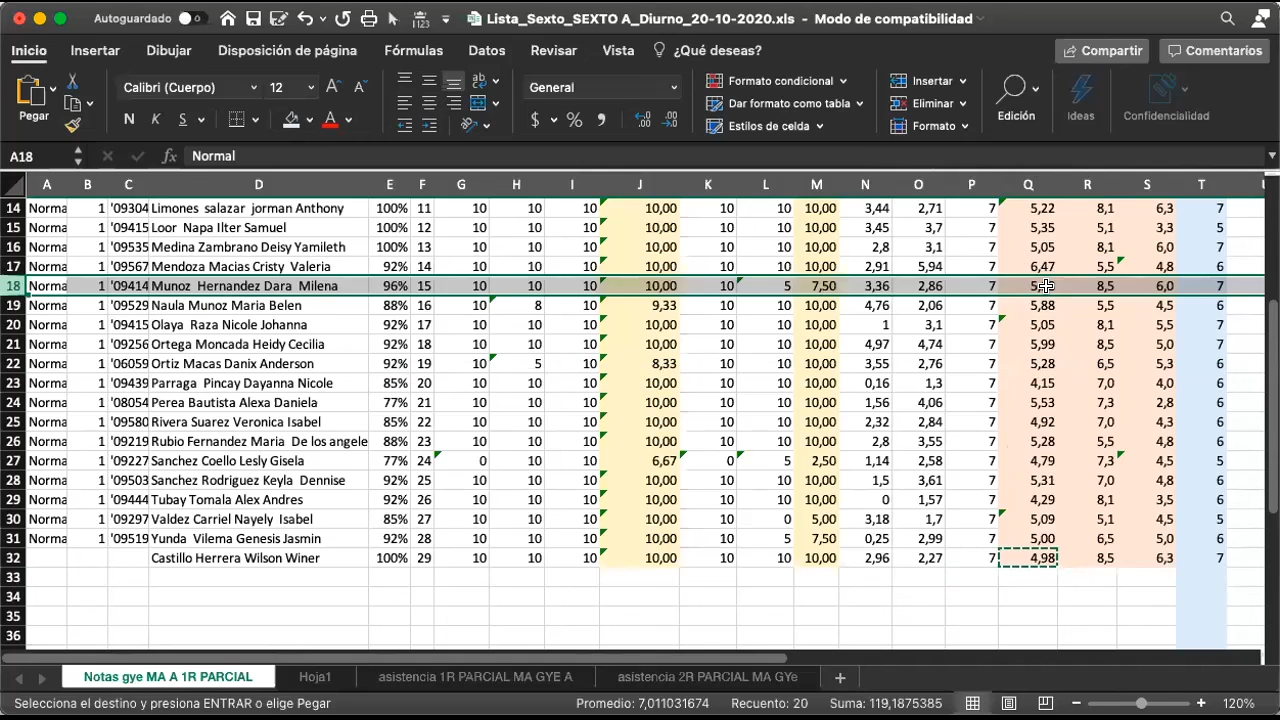 Autoguardado Lista_Sexto_SEXTO A_Diurno_20-10-2020.xls - Modo de compatibilidad
Inicio Insertar Dibujar Disposición de página Fórmulas Datos Revisar Vista ¿Qué deseas? Compartir Comentarios
Pegar Calibri (Cuerpo) 12 A A General Formato condicional Insertar
Dar formato como tabla Eliminar Edición Ideas Confidencialidad
N K S A $ % Estilos de celda Formato
A18 fx Normal
A B C D E F G H I J K L M N O P Q R S T
14 Norma 1 '09304 Limones salazar jorman Anthony 100% 11 10 10 10 10,00 10 10 10,00 3,44 2,71 7 5,22 8,1 6,3 7
15 Norma 1 '09415 Loor Napa Ilter Samuel 100% 12 10 10 10 10,00 10 10 10,00 3,45 3,7 7 5,35 5,1 3,3 5
16 Norma 1 '09535 Medina Zambrano Deisy Yamileth 100% 13 10 10 10 10,00 10 10 10,00 2,8 3,1 7 5,05 8,1 6,0 7
17 Norma 1 '09567 Mendoza Macias Cristy Valeria 92% 14 10 10 10 10,00 10 10 10,00 2,91 5,94 7 6,47 5,5 4,8 6
18 Norma 1 '09414 Munoz Hernandez Dara Milena 96% 15 10 10 10 10,00 10 5 7,50 3,36 2,86 7 8,5 6,0 7
19 Norma 1 '09529 Naula Munoz Maria Belen 88% 16 10 8 10 9,33 10 10 10,00 4,76 2,06 7 5,88 5,5 4,5 6
20 Norma 1 '09415 Olaya Raza Nicole Johanna 92% 17 10 10 10 10,00 10 10 10,00 1 3,1 7 5,05 8,1 5,5 7
21 Norma 1 '09256 Ortega Moncada Heidy Cecilia 92% 18 10 10 10 10,00 10 10 10,00 4,97 4,74 7 5,99 8,5 5,0 7
22 Norma 1 '06059 Ortiz Macas Danix Anderson 92% 19 10 5 10 8,33 10 10 10,00 3,55 2,76 7 5,28 6,5 5,3 6
23 Norma 1 '09439 Parraga Pincay Dayanna Nicole 85% 20 10 10 10 10,00 10 10 10,00 0,16 1,3 7 4,15 7,0 4,0 6
24 Norma 1 '08054 Perea Bautista Alexa Daniela 77% 21 10 10 10 10,00 10 10 10,00 1,56 4,06 7 5,53 7,3 2,8 6
25 Norma 1 '09580 Rivera Suarez Veronica Isabel 85% 22 10 10 10 10,00 10 10 10,00 2,32 2,84 7 4,92 7,0 4,3 6
26 Norma 1 '09219 Rubio Fernandez Maria De los angele 88% 23 10 10 10 10,00 10 10 10,00 2,8 3,55 7 5,28 5,5 4,8 6
27 Norma 1 '09227 Sanchez Coello Lesly Gisela 77% 24 0 10 10 6,67 0 5 2,50 1,14 2,58 7 4,79 7,3 4,5 5
28 Norma 1 '09503 Sanchez Rodriguez Keyla Dennise 92% 25 10 10 10 10,00 10 10 10,00 1,5 3,61 7 5,31 7,0 4,8 6
29 Norma 1 '09444 Tubay Tomala Alex Andres 92% 26 10 10 10 10,00 10 10 10,00 0 1,57 7 4,29 8,1 3,5 6
30 Norma 1 '09297 Valdez Carriel Nayely Isabel 85% 27 10 10 10 10,00 10 0 5,00 3,18 1,7 7 5,09 5,1 4,5 5
31 Norma 1 '09519 Yunda Vilema Genesis Jasmin 92% 28 10 10 10 10,00 10 5 7,50 0,25 2,99 7 5,00 6,5 5,0 6
32 Castillo Herrera Wilson Winer 100% 29 10 10 10 10,00 10 10 10,00 2,96 2,27 7 4,98 8,5 6,3 7
33
34
35
36
Notas gye MA A 1R PARCIAL Hoja1 asistencia 1R PARCIAL MA GYE A asistencia 2R PARCIAL MA GYe
Selecciona el destino y presiona ENTRAR o elige Pegar Promedio: 7,011031674 Recuento: 20 Suma: 119,1875385 120%